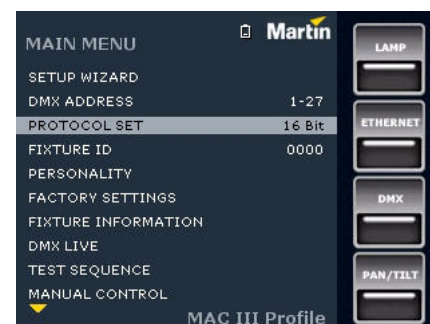 MAIN MENU
Martin
SETUP WIZARD
DMX ADDRESS 1-27
PROTOCOL SET 16 Bit
FIXTURE ID 0000
PERSONALITY
FACTORY SETTINGS
FIXTURE INFORMATION
DMX LIVE
TEST SEQUENCE
MANUAL CONTROL
MAC III Profile
LAMP
ETHERNET
DMX
PAN/TILT